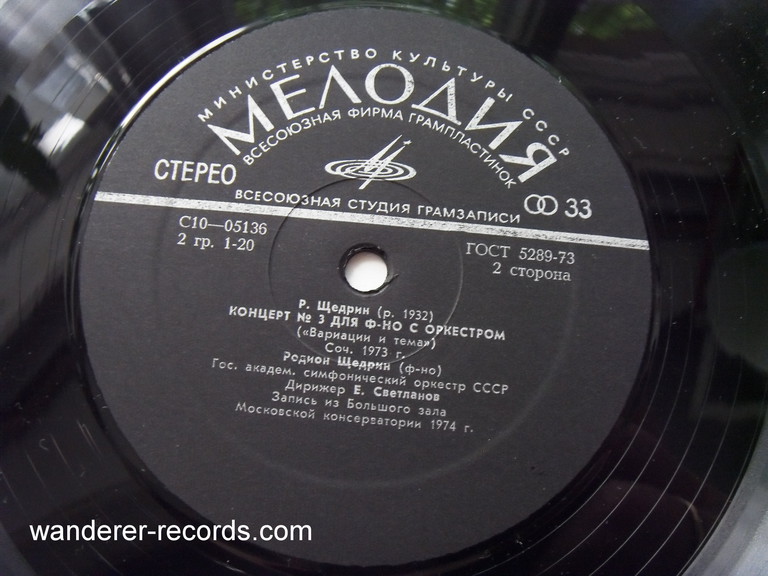 МИНИСТЕРСТВО КУЛЬТУРЫ СССР
МЕЛОДИЯ
ВСЕСОЮЗНАЯ ФИРМА ГРАМПЛАСТИНОК
СТЕРЕО
ВСЕСОЮЗНАЯ СТУДИЯ ГРАМЗАПИСИ
33
С10—05136
2 гр. 1-20
ГОСТ 5289-73
2 сторона
Р. Щедрин (р. 1932)
КОНЦЕРТ № 3 ДЛЯ Ф-НО С ОРКЕСТРОМ
(«Вариации и тема»)
Соч. 1973 г.
Родион Щедрин (ф-но)
Гос. академ. симфонический оркестр СССР
Дирижер Е. Светланов
Запись из Большого зала
Московской консерватории 1974 г.
wanderer-records.com